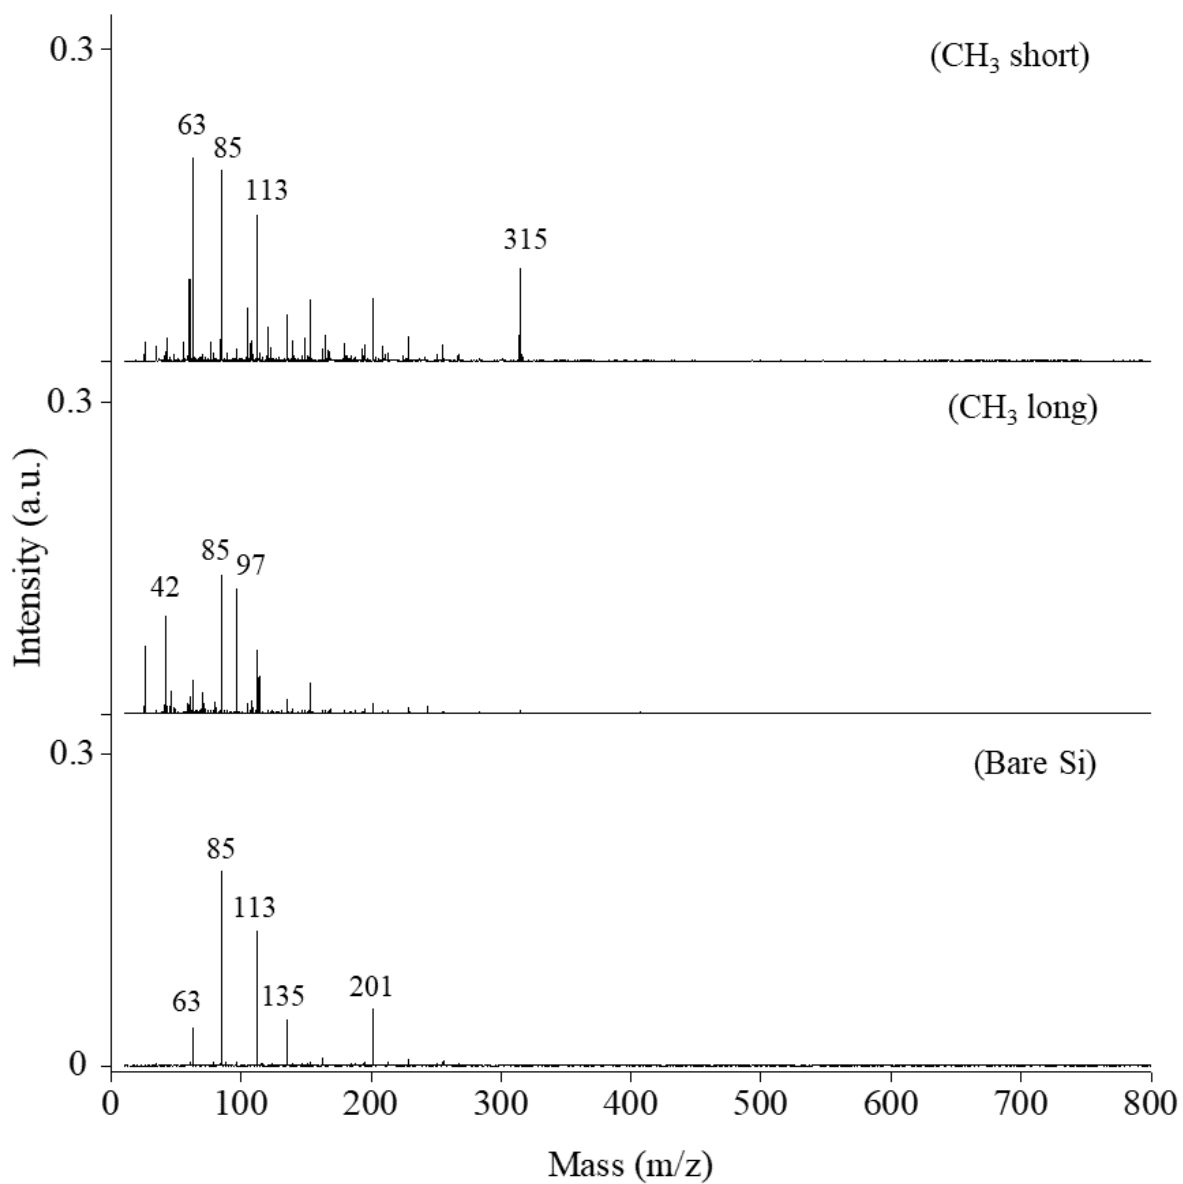 0.3
(CH₃ short)
63
85
113
315
0.3
(CH₃ long)
85
97
42
Intensity (a.u.)
0.3
(Bare Si)
85
113
63
135
201
0
0 100 200 300 400 500 600 700 800
Mass (m/z)